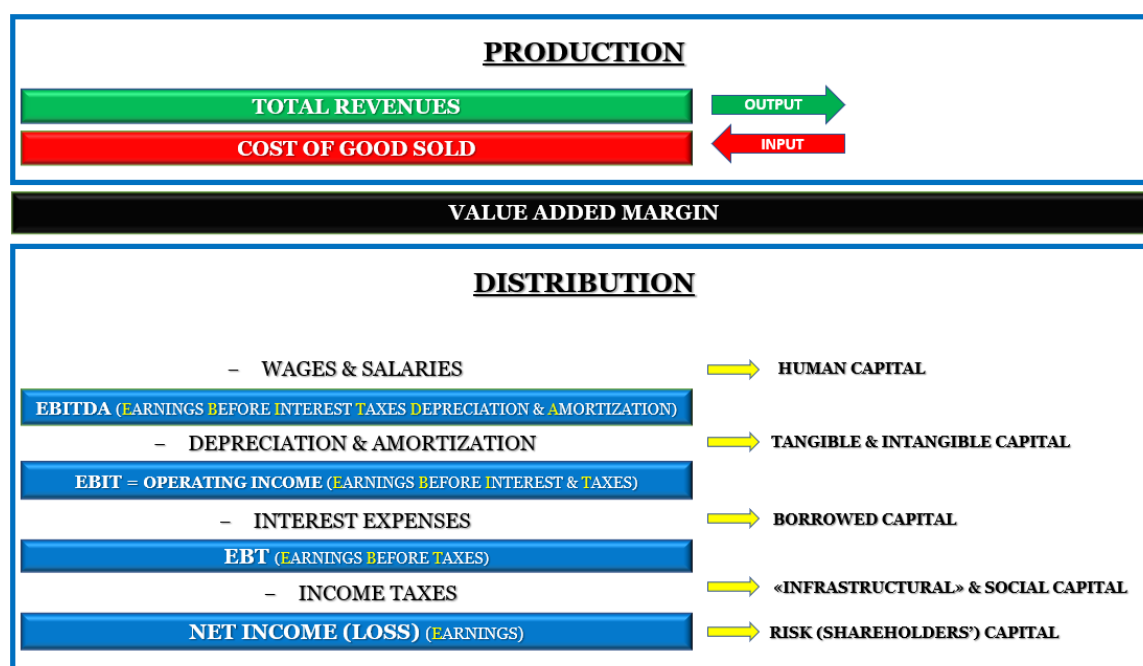 PRODUCTION
TOTAL REVENUES
OUTPUT
COST OF GOOD SOLD
INPUT
VALUE ADDED MARGIN
DISTRIBUTION
– WAGES & SALARIES
HUMAN CAPITAL
EBITDA (EARNINGS BEFORE INTEREST TAXES DEPRECIATION & AMORTIZATION)
– DEPRECIATION & AMORTIZATION
TANGIBLE & INTANGIBLE CAPITAL
EBIT = OPERATING INCOME (EARNINGS BEFORE INTEREST & TAXES)
– INTEREST EXPENSES
BORROWED CAPITAL
EBT (EARNINGS BEFORE TAXES)
– INCOME TAXES
«INFRASTRUCTURAL» & SOCIAL CAPITAL
NET INCOME (LOSS) (EARNINGS)
RISK (SHAREHOLDERS’) CAPITAL